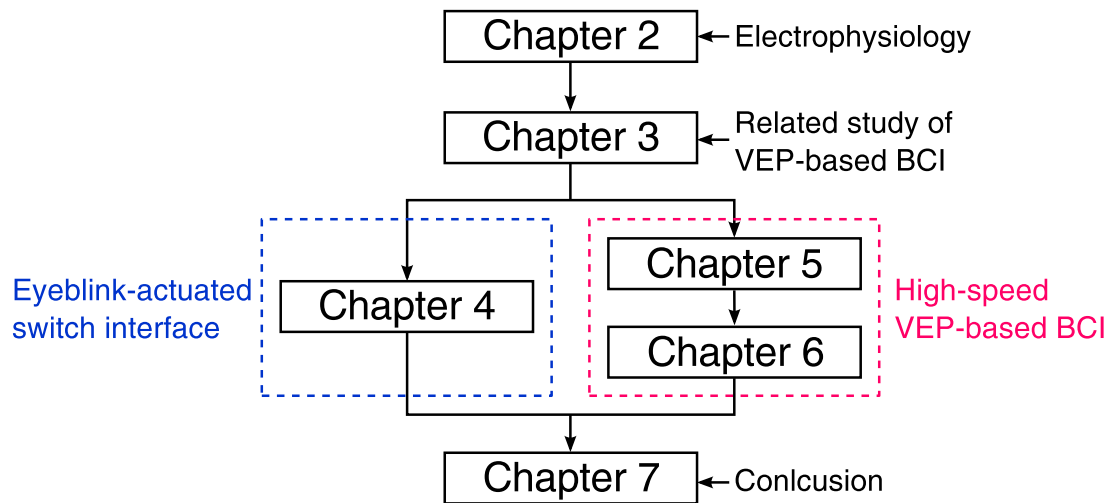 Chapter 2
Electrophysiology
Chapter 3
Related study of
VEP-based BCI
Eyeblink-actuated
switch interface
Chapter 4
Chapter 5
Chapter 6
High-speed
VEP-based BCI
Chapter 7
Conlcusion